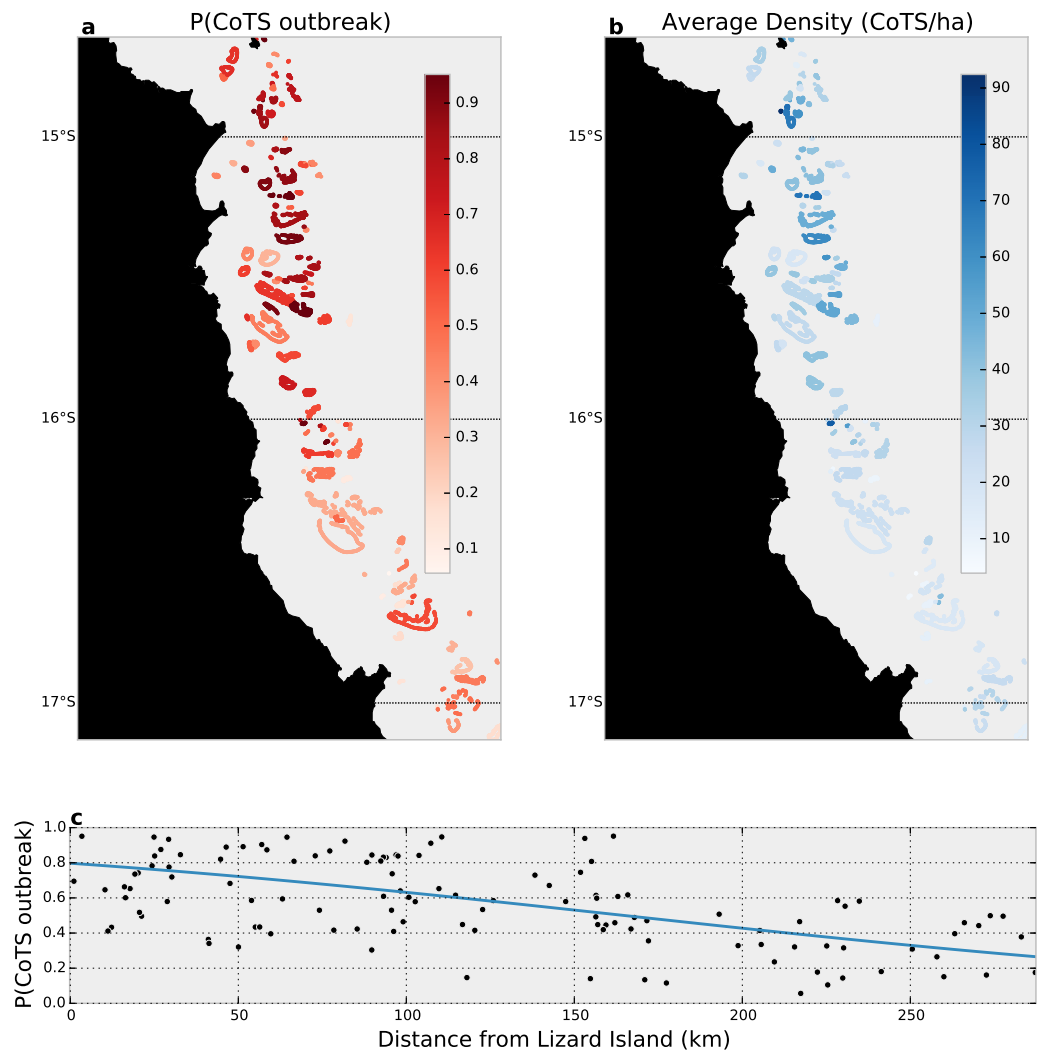 a P(CoTS outbreak)
b Average Density (CoTS/ha)
0.9
0.8
0.7
0.6
0.5
0.4
0.3
0.2
0.1
15°S
16°S
17°S
90
80
70
60
50
40
30
20
10
15°S
16°S
17°S
c
P(CoTS outbreak)
1.0
0.8
0.6
0.4
0.2
0.0
0 50 100 150 200 250
Distance from Lizard Island (km)